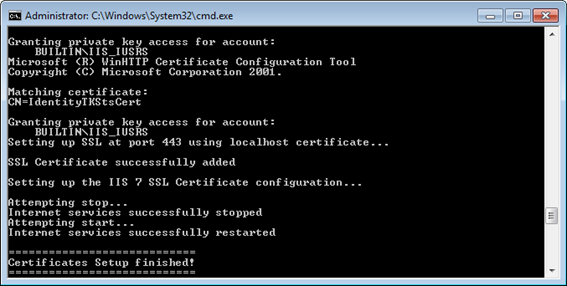 Administrator: C:\Windows\System32\cmd.exe
Granting private key access for account:
BUILTIN\IIS_IUSRS
Microsoft (R) WinHTTP Certificate Configuration Tool
Copyright (C) Microsoft Corporation 2001.
Matching certificate:
CN=IdentityTKStsCert
Granting private key access for account:
BUILTIN\IIS_IUSRS
Setting up SSL at port 443 using localhost certificate...
SSL Certificate successfully added
Setting up the IIS 7 SSL Certificate configuration...
Attempting stop...
Internet services successfully stopped
Attempting start...
Internet services successfully restarted
============================
Certificates Setup finished!
============================